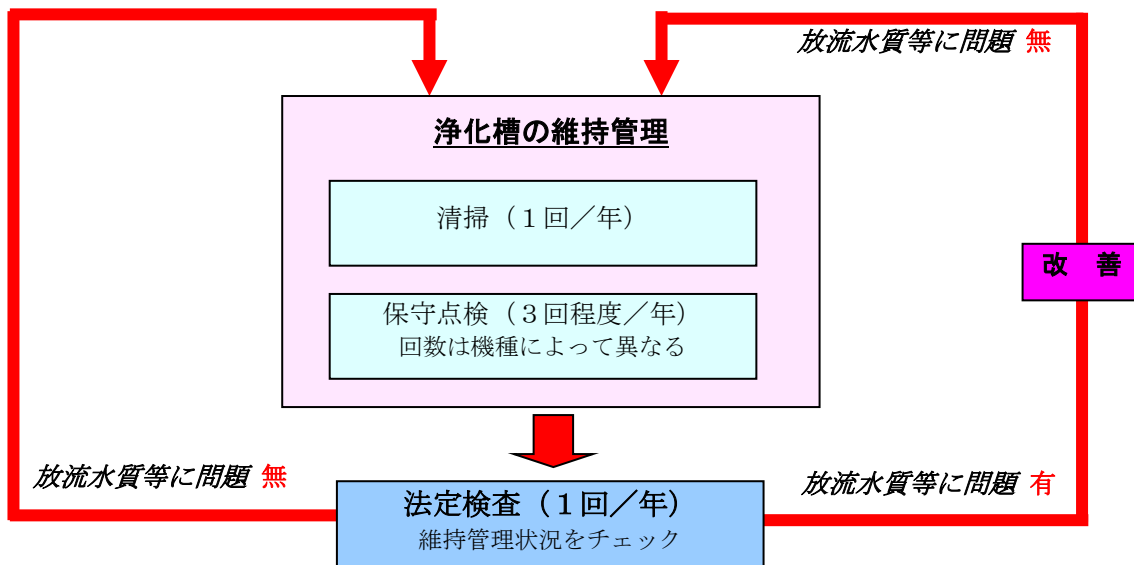 放流水質等に問題 無
浄化槽の維持管理
清掃（１回／年）
改　善
保守点検（３回程度／年）
回数は機種によって異なる
放流水質等に問題 無
放流水質等に問題 有
法定検査（１回／年）
維持管理状況をチェック